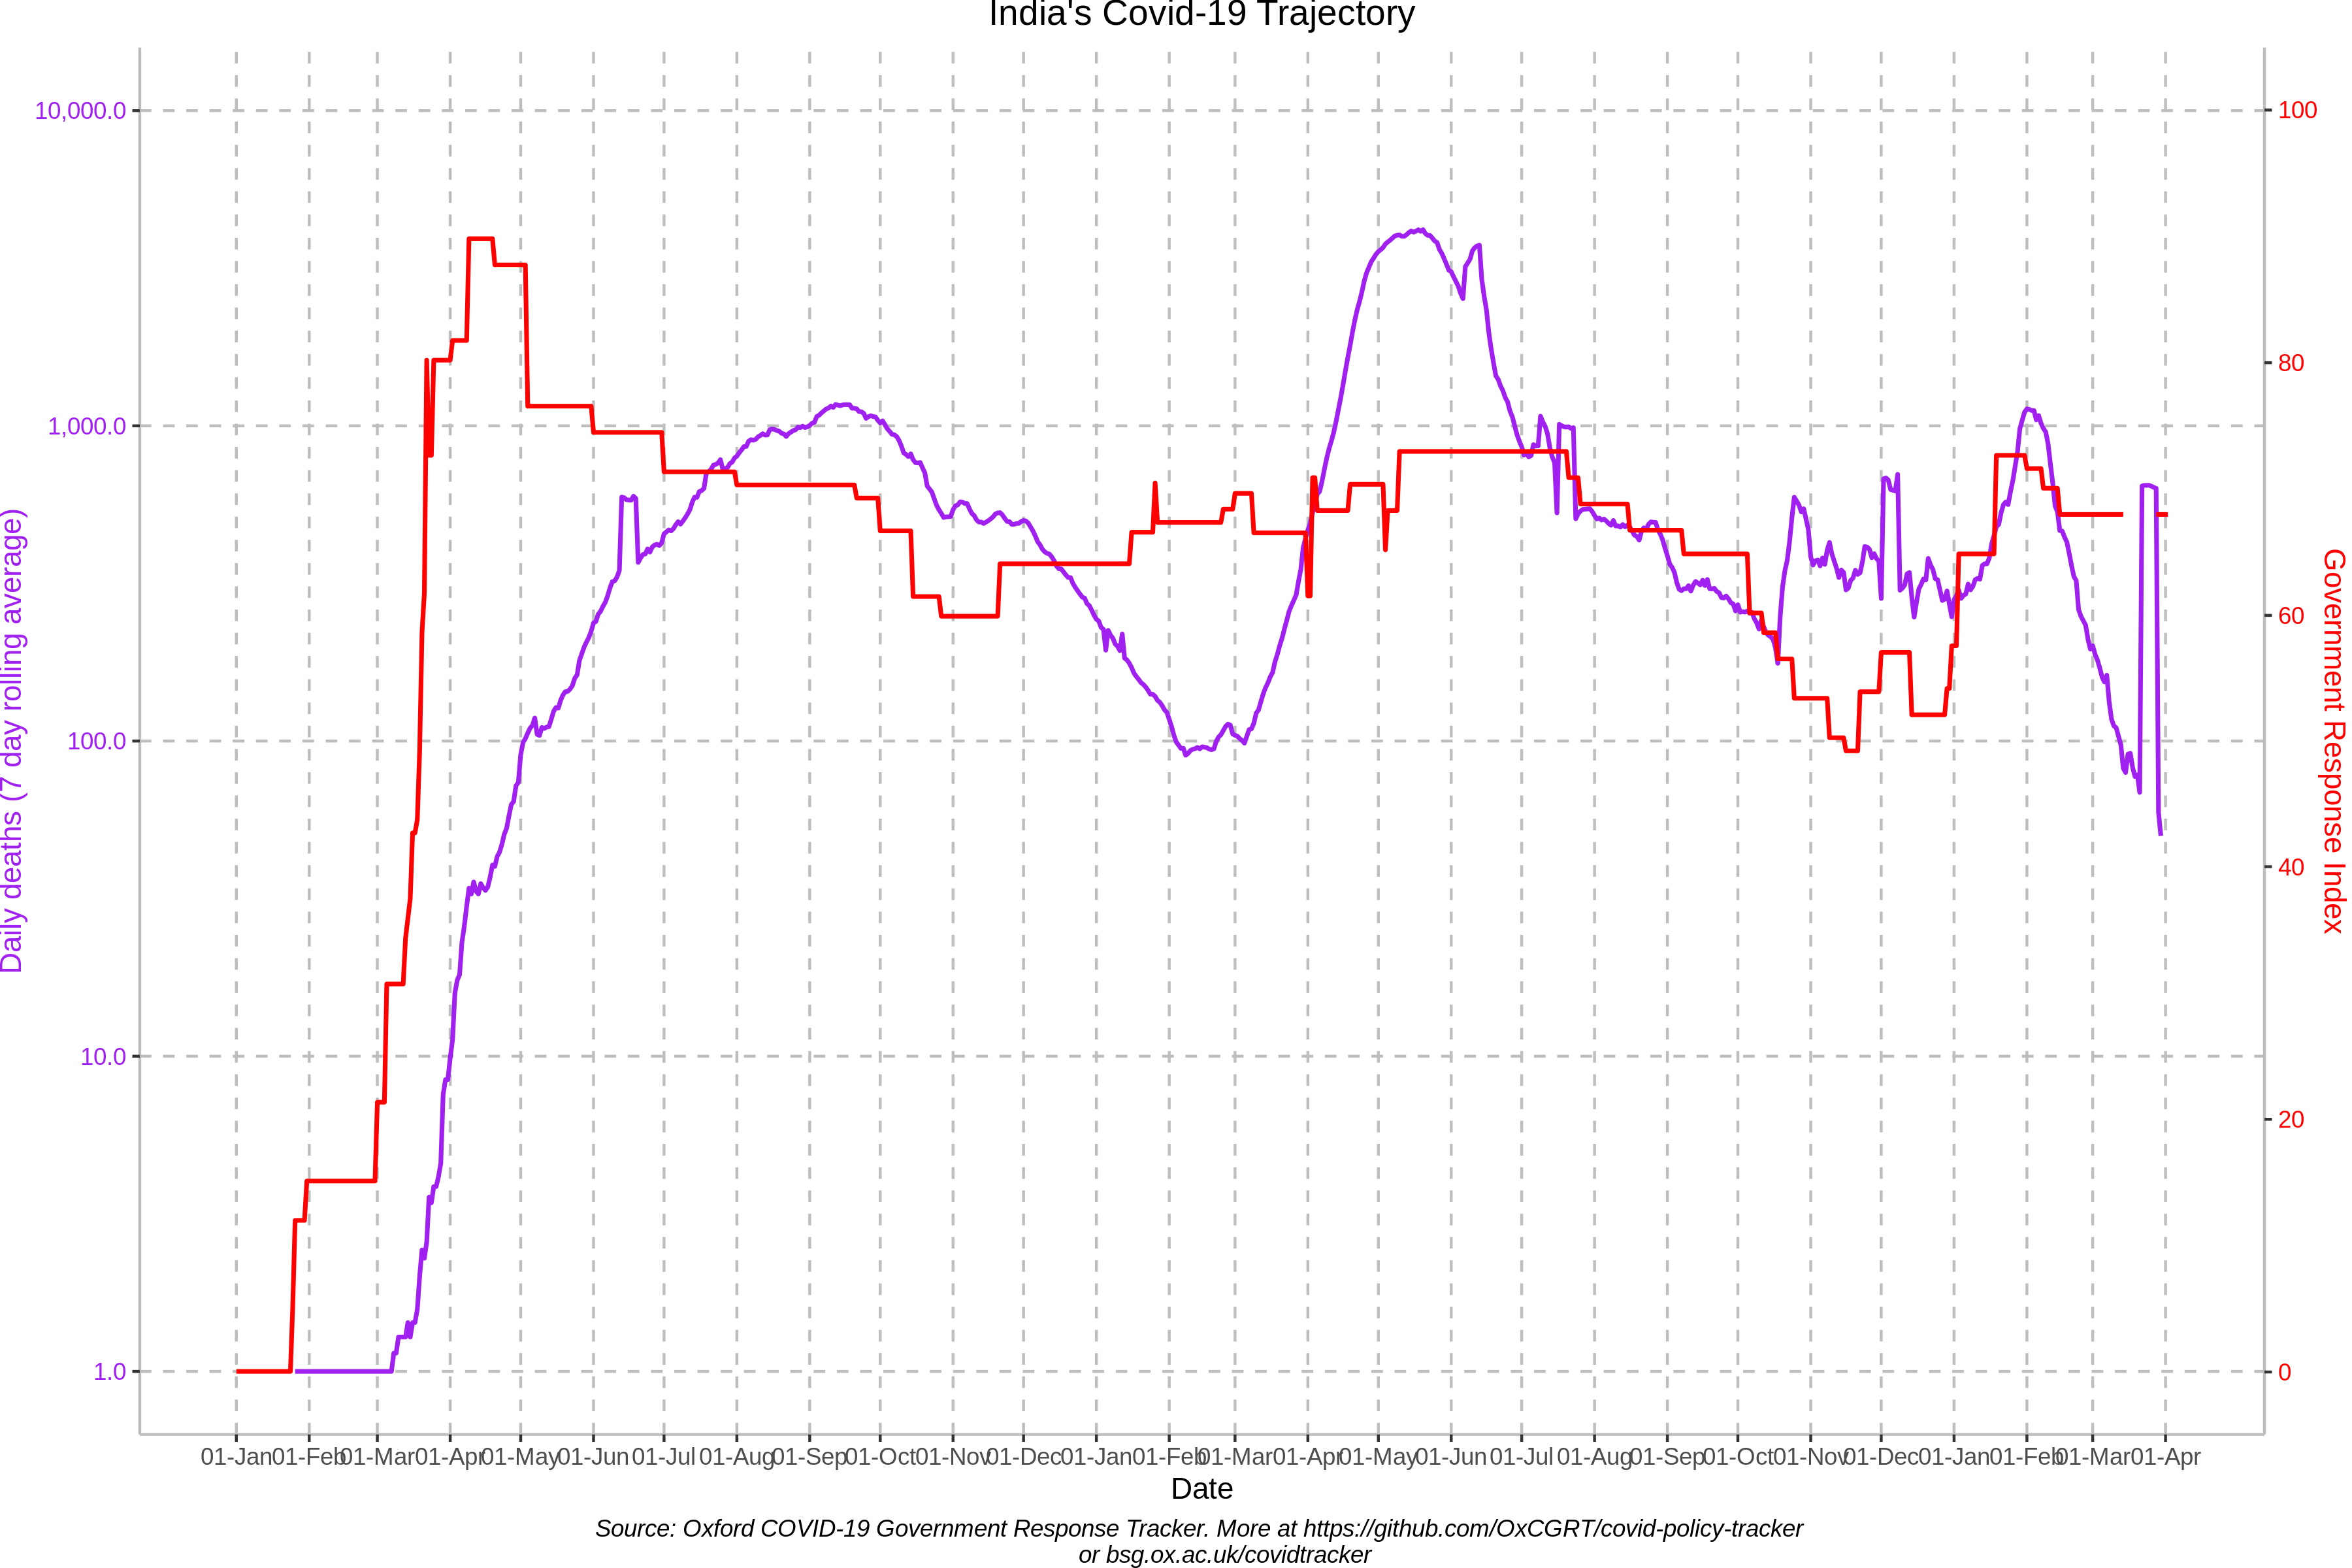 India's Covid-19 Trajectory
10,000.0
1,000.0
100.0
10.0
1.0
Daily deaths (7 day rolling average)
100
80
60
40
20
0
Government Response Index
01-Jan 01-Feb 01-Mar 01-Apr 01-May 01-Jun 01-Jul 01-Aug 01-Sep 01-Oct 01-Nov 01-Dec 01-Jan 01-Feb 01-Mar 01-Apr 01-May 01-Jun 01-Jul 01-Aug 01-Sep 01-Oct 01-Nov 01-Dec 01-Jan 01-Feb 01-Mar 01-Apr
Date
Source: Oxford COVID-19 Government Response Tracker. More at https://github.com/OxCGRT/covid-policy-tracker
or bsg.ox.ac.uk/covidtracker